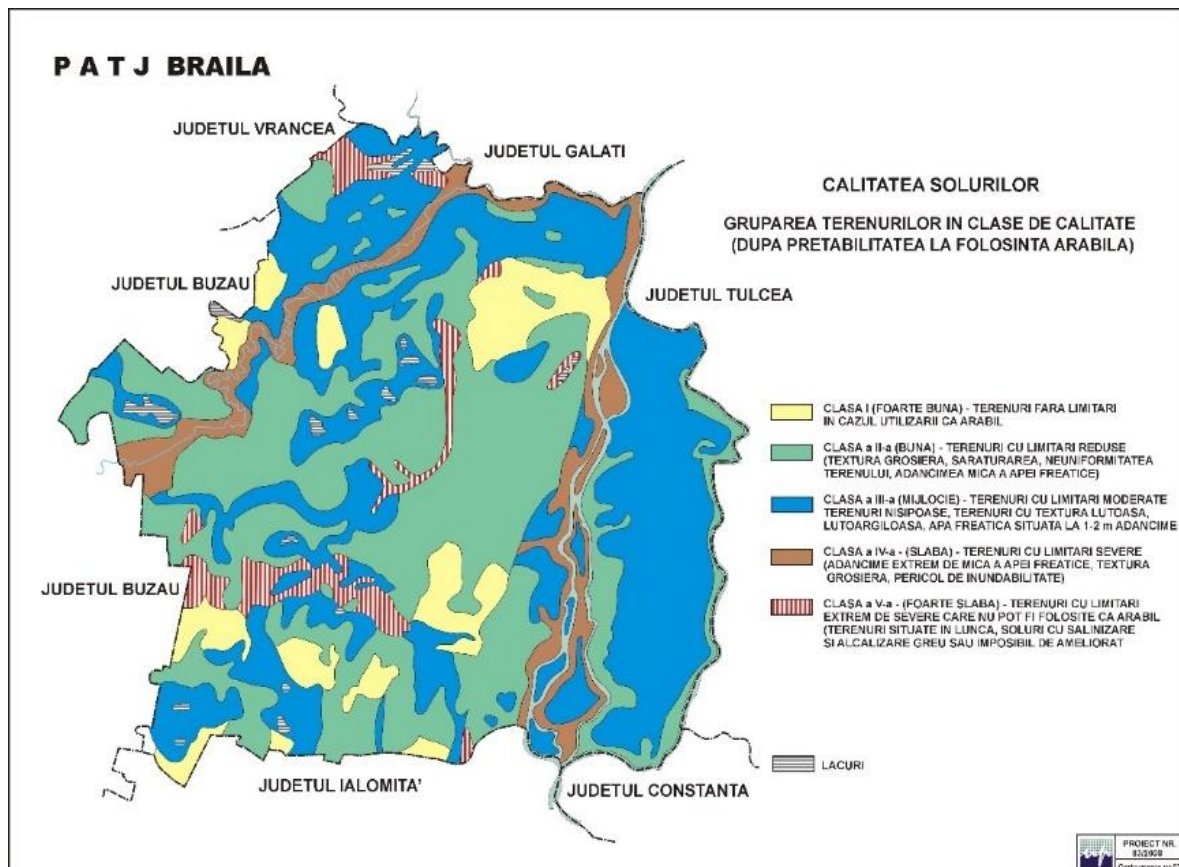 P A T J BRAILA
JUDETUL VRANCEA
JUDETUL GALATI
CALITATEA SOLURILOR
GRUPAREA TERENURILOR IN CLASE DE CALITATE
(DUPA PRETABILITATEA LA FOLOSINTA ARABILA)
JUDETUL BUZAU
JUDETUL TULCEA
CLASA I (FOARTE BUNA) - TERENURI FARA LIMITARI
IN CAZUL UTILIZARII CA ARABIL
CLASA a II-a (BUNA) - TERENURI CU LIMITARI REDUSE
(TEXTURA GROSIERA, SARATURAREA, NEUNIFORMITATEA
TERENULUI, ADANCIMEA MICA A APEI FREATICE)
CLASA a III-a (MIJLOCIE) - TERENURI CU LIMITARI MODERATE
TERENURI NISIPOASE, TERENURI CU TEXTURA LUTOASA,
LUTOARGILOASA, APA FREATICA SITUATA LA 1-2 m ADANCIME
CLASA a IV-a - (SLABA) - TERENURI CU LIMITARI SEVERE
(ADANCIME EXTREM DE MICA A APEI FREATICE, TEXTURA
GROSIERA, PERICOL DE INUNDABILITATE)
JUDETUL BUZAU
CLASA a V-a - (FOARTE SLABA) - TERENURI CU LIMITARI
EXTREM DE SEVERE CARE NU POT FI FOLOSITE CA ARABIL
(TERENURI SITUATE IN LUNCA, SOLURI CU SALINIZARE
SI ALCALIZARE GREU SAU IMPOSIBIL DE AMELIORAT
LACURI
JUDETUL IALOMITA'
JUDETUL CONSTANTA
PROIECT NR.